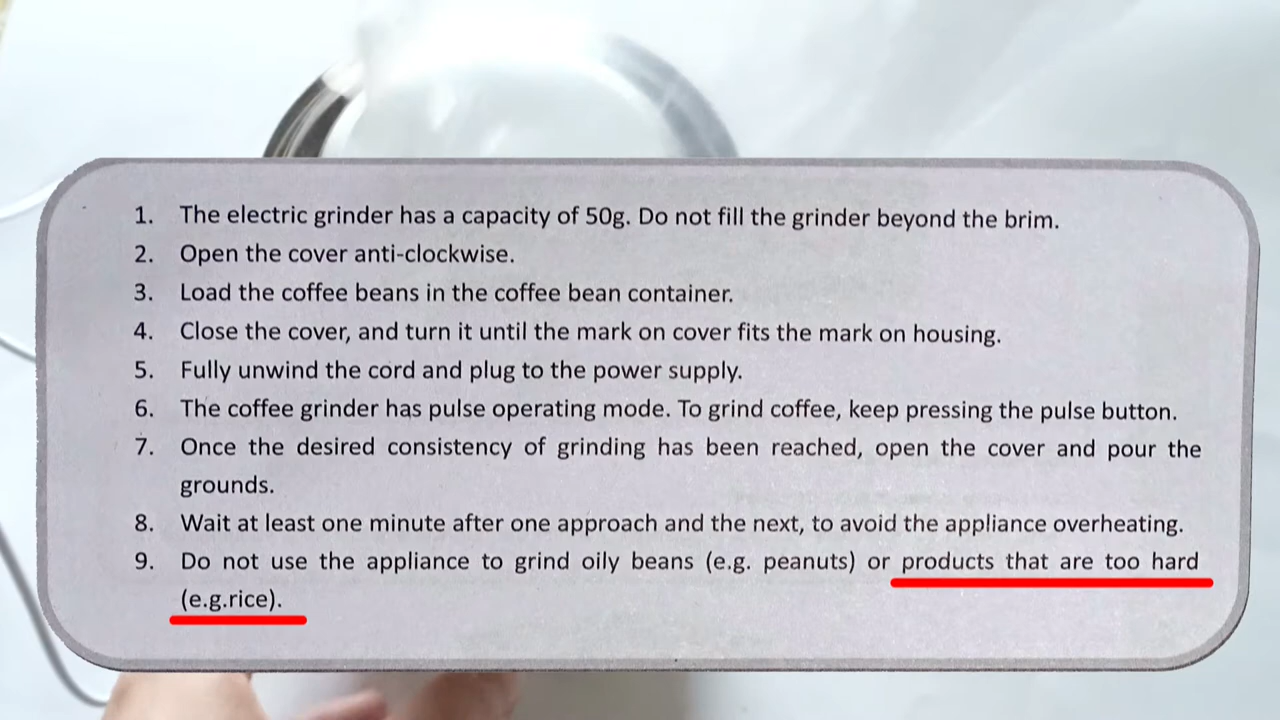 1. The electric grinder has a capacity of 50g. Do not fill the grinder beyond the brim.
2. Open the cover anti-clockwise.
3. Load the coffee beans in the coffee bean container.
4. Close the cover, and turn it until the mark on cover fits the mark on housing.
5. Fully unwind the cord and plug to the power supply.
6. The coffee grinder has pulse operating mode. To grind coffee, keep pressing the pulse button.
7. Once the desired consistency of grinding has been reached, open the cover and pour the
grounds.
8. Wait at least one minute after one approach and the next, to avoid the appliance overheating.
9. Do not use the appliance to grind oily beans (e.g. peanuts) or products that are too hard
(e.g.rice).